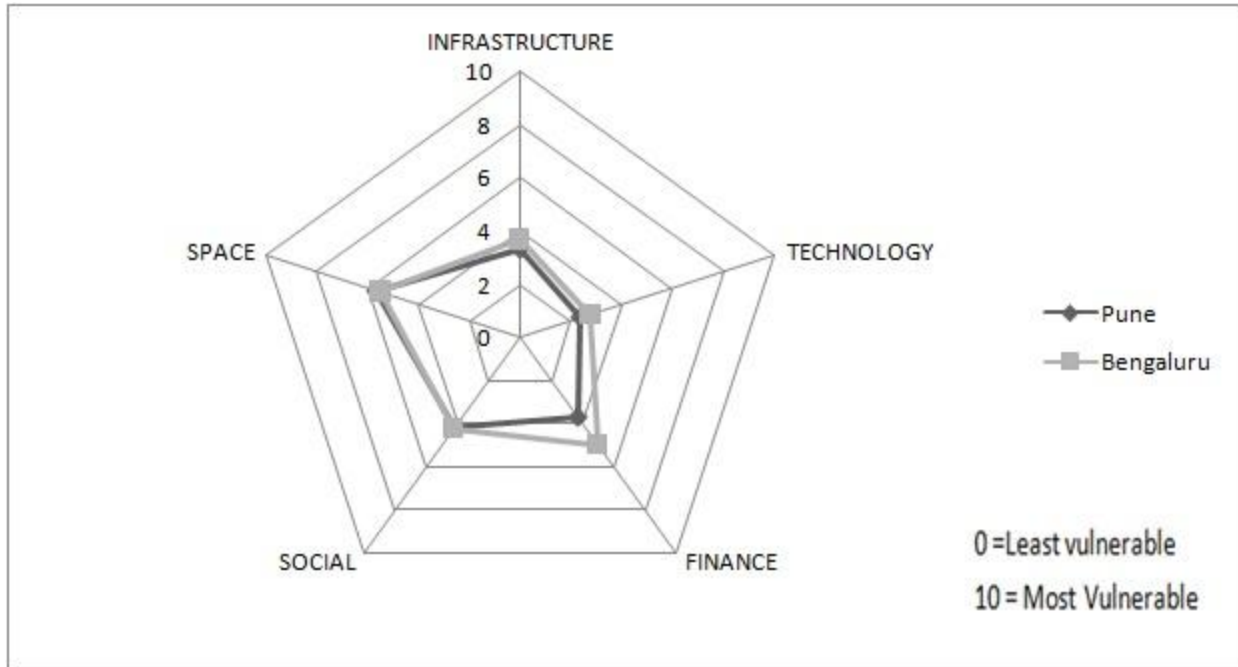 INFRASTRUCTURE
10
8
6
4
2
0
SPACE
TECHNOLOGY
SOCIAL
FINANCE
Pune
Bengaluru
0 =Least vulnerable
10 = Most Vulnerable